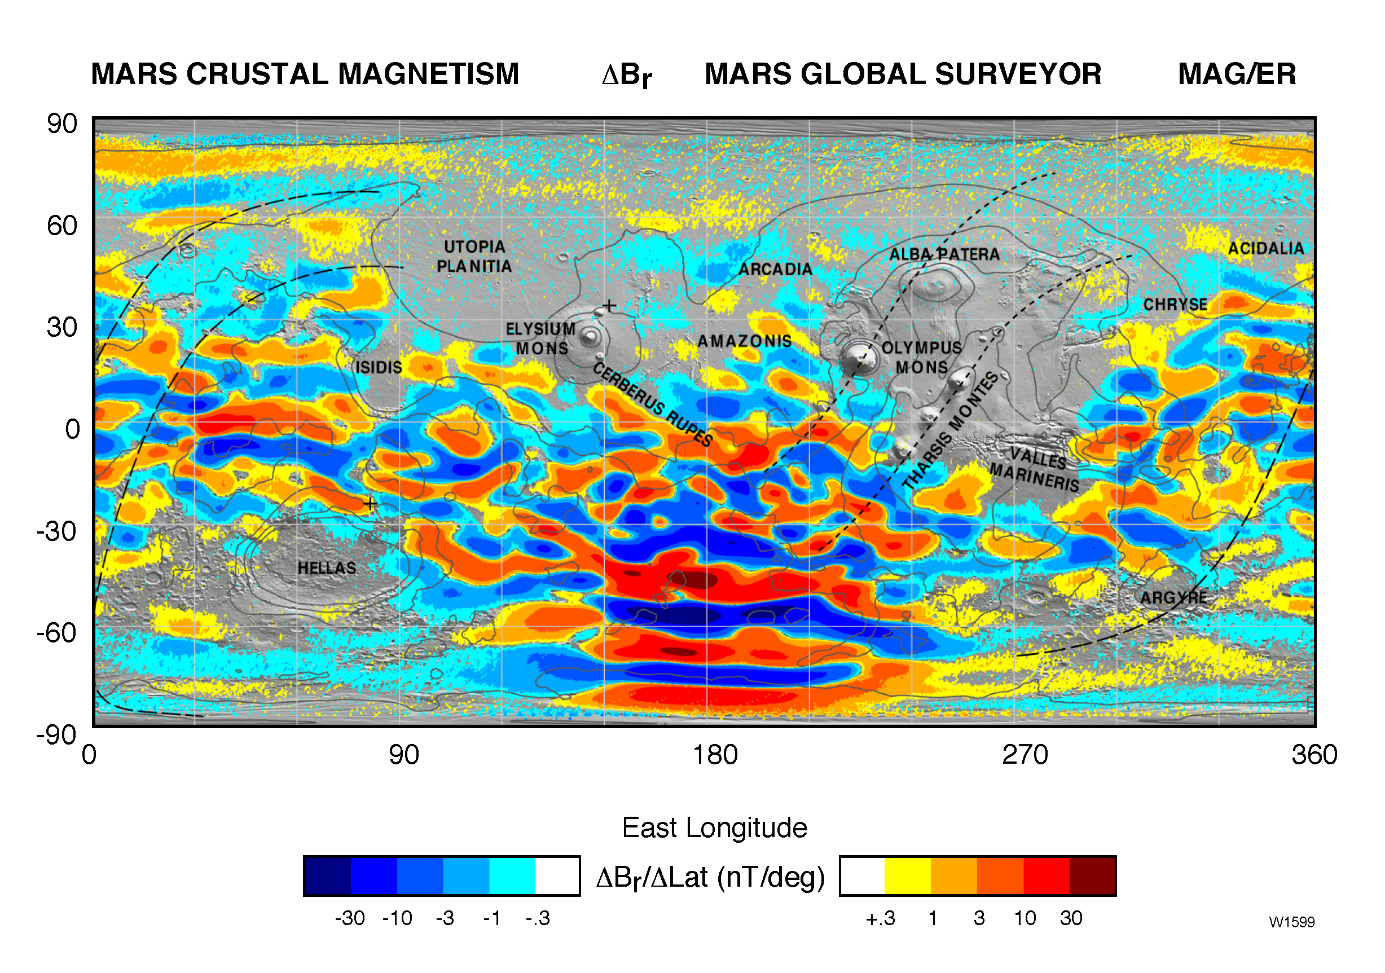 MARS CRUSTAL MAGNETISM ΔBr MARS GLOBAL SURVEYOR MAG/ER
90
60
30
0
-30
-60
-90
UTOPIA
PLANITIA
ARCADIA
ALBA PATERA
ACIDALIA
CHRYSE
ELYSIUM
MONS
AMAZONIS
OLYMPUS
MONS
ISIDIS
CERBERUS RUPES
THARSIS MONTES
VALLES
MARINERIS
HELLAS
ARGYRE
0 90 180 270 360
East Longitude
ΔBr/ΔLat (nT/deg)
-30 -10 -3 -1 -.3
+.3 1 3 10 30
W1599